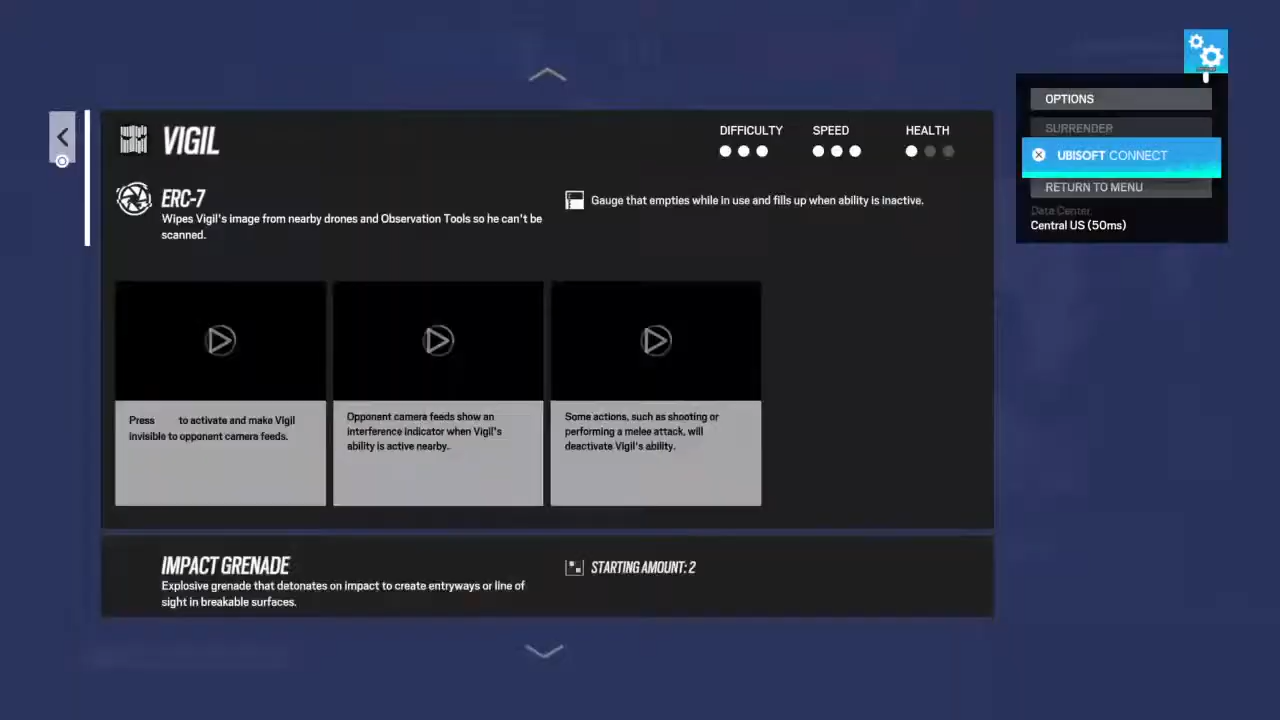 VIGIL
DIFFICULTY
SPEED
HEALTH
ERC-7
Wipes Vigil's image from nearby drones and Observation Tools so he can't be
scanned.
Gauge that empties while in use and fills up when ability is inactive.
Press to activate and make Vigil
invisible to opponent camera feeds.
Opponent camera feeds show an
interference indicator when Vigil's
ability is active nearby.
Some actions, such as shooting or
performing a melee attack, will
deactivate Vigil's ability.
IMPACT GRENADE
Explosive grenade that detonates on impact to create entryways or line of
sight in breakable surfaces.
STARTING AMOUNT: 2
OPTIONS
SURRENDER
UBISOFT CONNECT
RETURN TO MENU
Data Center
Central US (50ms)